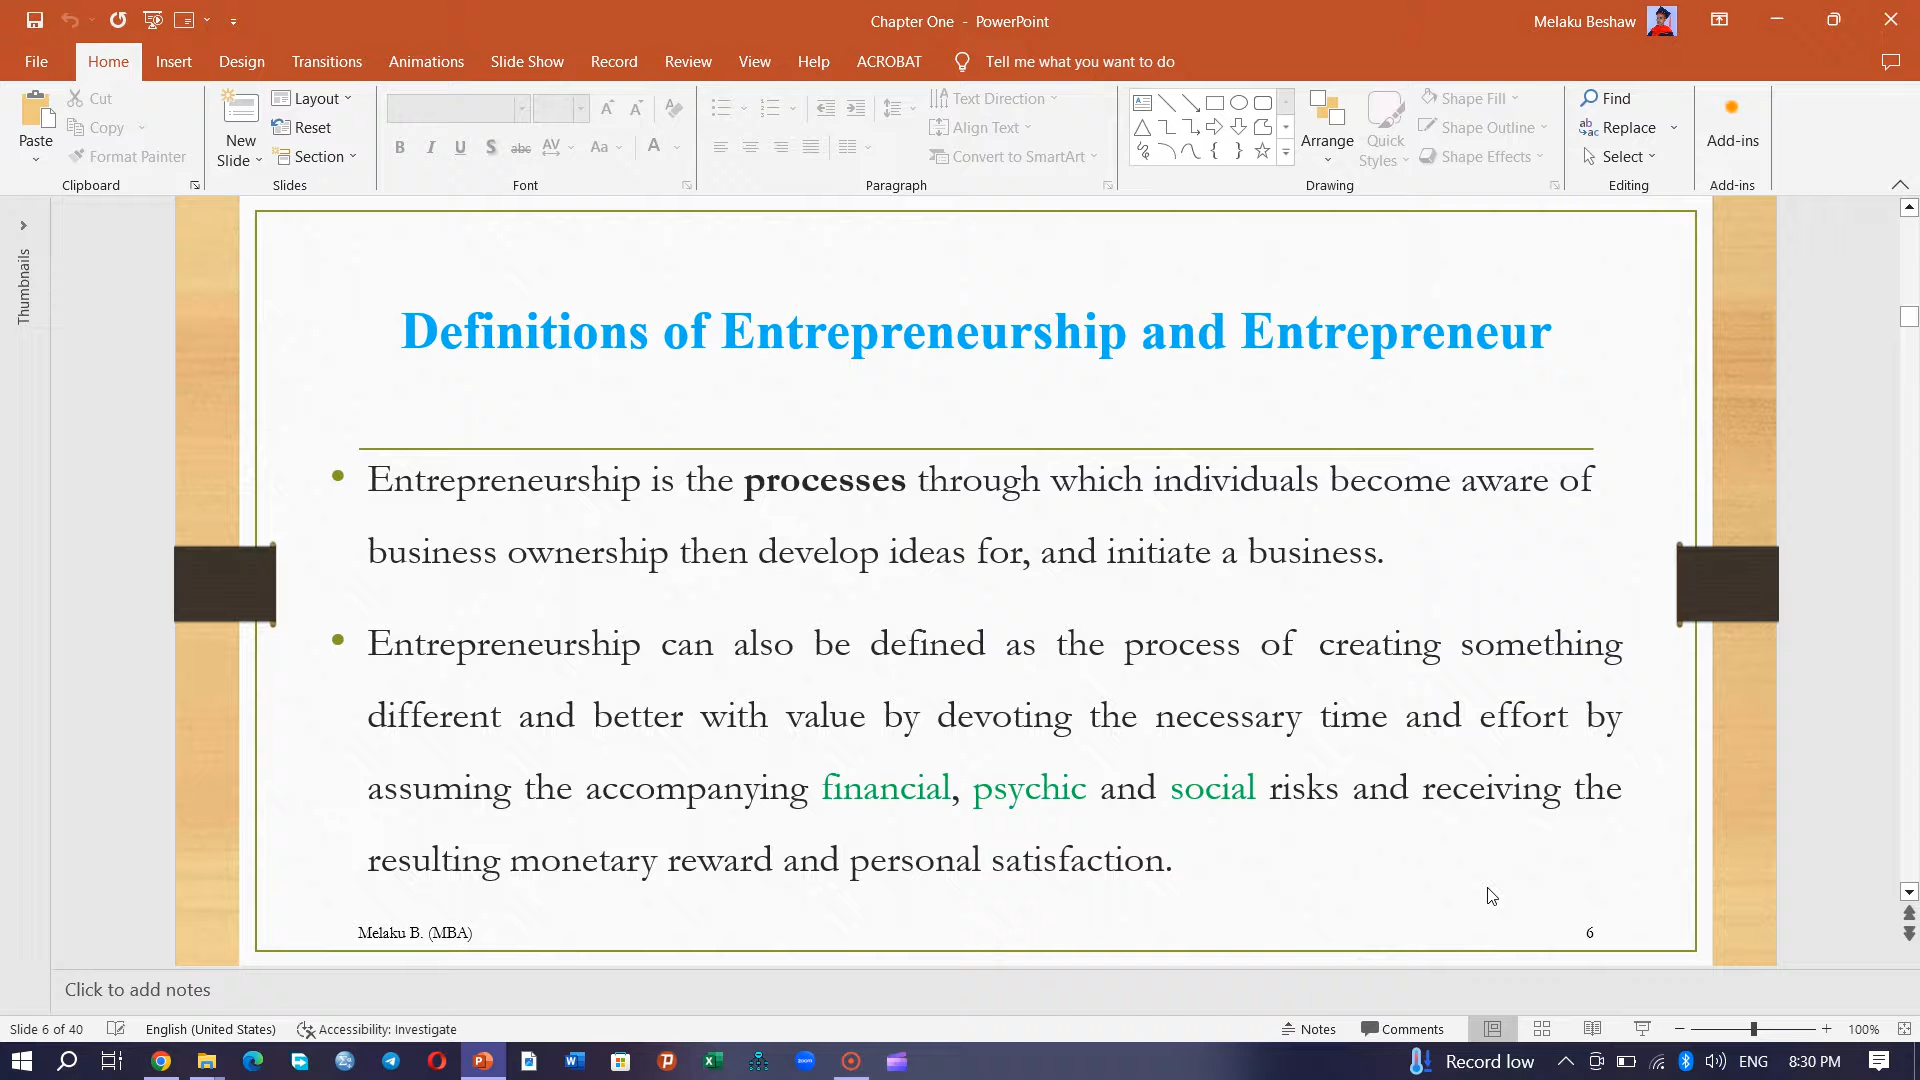 Chapter One - PowerPoint
Melaku Beshaw
File Home Insert Design Transitions Animations Slide Show Record Review View Help ACROBAT Tell me what you want to do
Paste
Cut
Copy
Format Painter
Clipboard
New Slide
Layout
Reset
Section
Slides
B I U S abc AV Aa A
Font
Text Direction
Align Text
Convert to SmartArt
Paragraph
Arrange
Quick Styles
Shape Fill
Shape Outline
Shape Effects
Drawing
Find
Replace
Select
Editing
Add-ins
Add-ins
Thumbnails
Definitions of Entrepreneurship and Entrepreneur
• Entrepreneurship is the processes through which individuals become aware of
business ownership then develop ideas for, and initiate a business.
• Entrepreneurship can also be defined as the process of creating something
different and better with value by devoting the necessary time and effort by
assuming the accompanying financial, psychic and social risks and receiving the
resulting monetary reward and personal satisfaction.
Melaku B. (MBA) 6
Click to add notes
Slide 6 of 40 English (United States) Accessibility: Investigate Notes Comments 100%
Record low ENG 8:30 PM